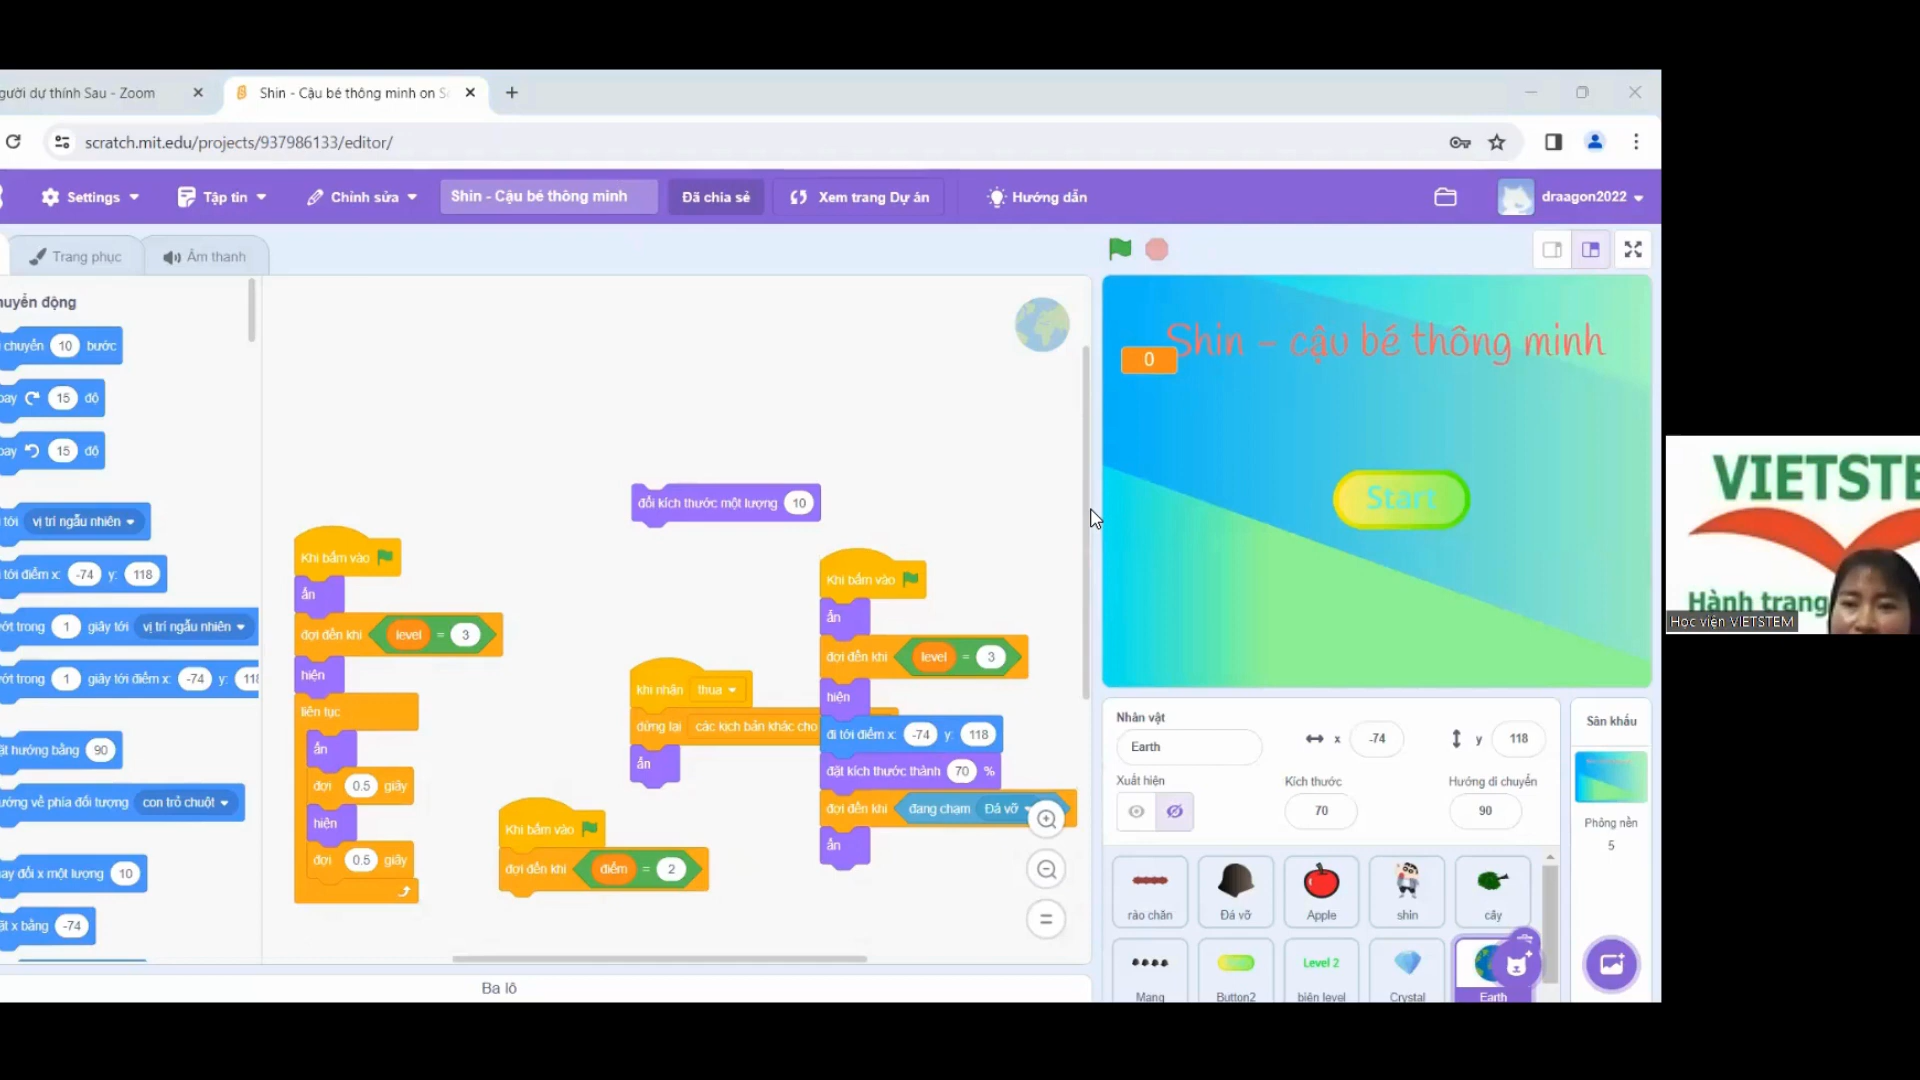 gười dự thính Sau - Zoom
Shin - Cậu bé thông minh on S
scratch.mit.edu/projects/937986133/editor/
Settings
Tập tin
Chỉnh sửa
Shin - Cậu bé thông minh
Đã chia sẻ
Xem trang Dự án
Hướng dẫn
draagon2022
Trang phục
Âm thanh
huyển động
chuyển 10 bước
oay 15 độ
oay 15 độ
tới vị trí ngẫu nhiên
i tới điểm x: -74 y: 118
ớt trong 1 giây tới vị trí ngẫu nhiên
ớt trong 1 giây tới điểm x: -74 y: 118
ặt hướng bằng 90
ướng về phía đối tượng con trỏ chuột
ay đổi x một lượng 10
ặt x bằng -74
đổi kích thước một lượng 10
Khi bấm vào
ẩn
đợi đến khi level = 3
hiện
liên tục
ẩn
đợi 0.5 giây
hiện
đợi 0.5 giây
khi nhận thua
dừng lại các kịch bản khác cho
ẩn
Khi bấm vào
đợi đến khi điểm = 2
Khi bấm vào
ẩn
đợi đến khi level = 3
hiện
đi tới điểm x: -74 y: 118
đặt kích thước thành 70 %
đợi đến khi đang chạm Đá vỡ
ẩn
Ba lô
Shin - cậu bé thông minh
0
Start
Nhân vật
Earth
x -74
y 118
Xuất hiện
Kích thước
70
Hướng di chuyển
90
rào chăn
Đá vỡ
Apple
shin
cây
Mang
Button2
Level 2
biên level
Crystal
Earth
Sân khấu
Phông nền
5
VIETSTE
Hành trang
Học viện VIETSTEM